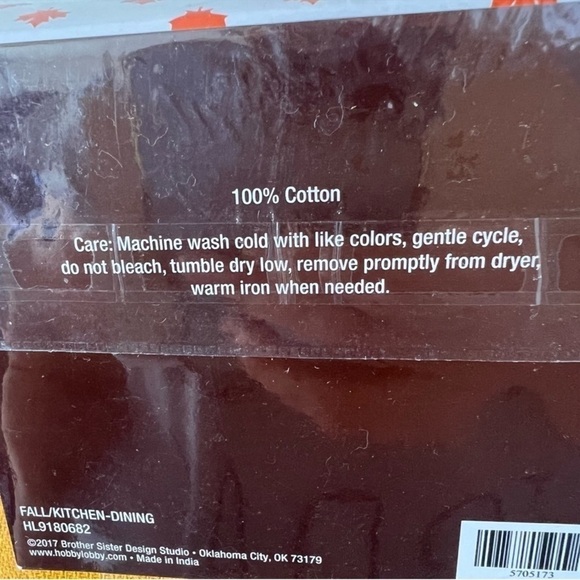 100% Cotton
Care: Machine wash cold with like colors, gentle cycle,
do not bleach, tumble dry low, remove promptly from dryer,
warm iron when needed.
FALL/KITCHEN-DINING
HL9180682
©2017 Brother Sister Design Studio • Oklahoma City, OK 73179
www.hobbylobby.com • Made in India
5705173